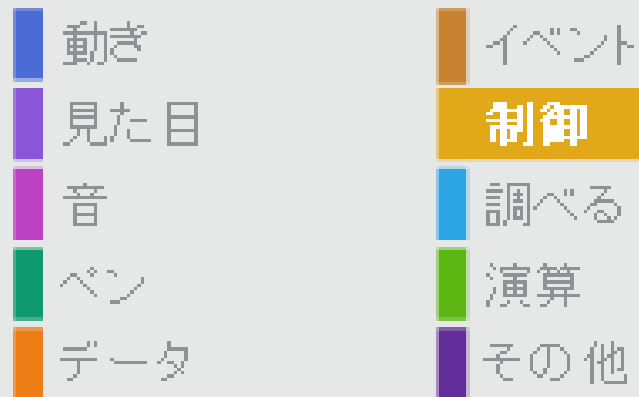 動き
見た目
音
ペン
データ
イベント
制御
調べる
演算
その他